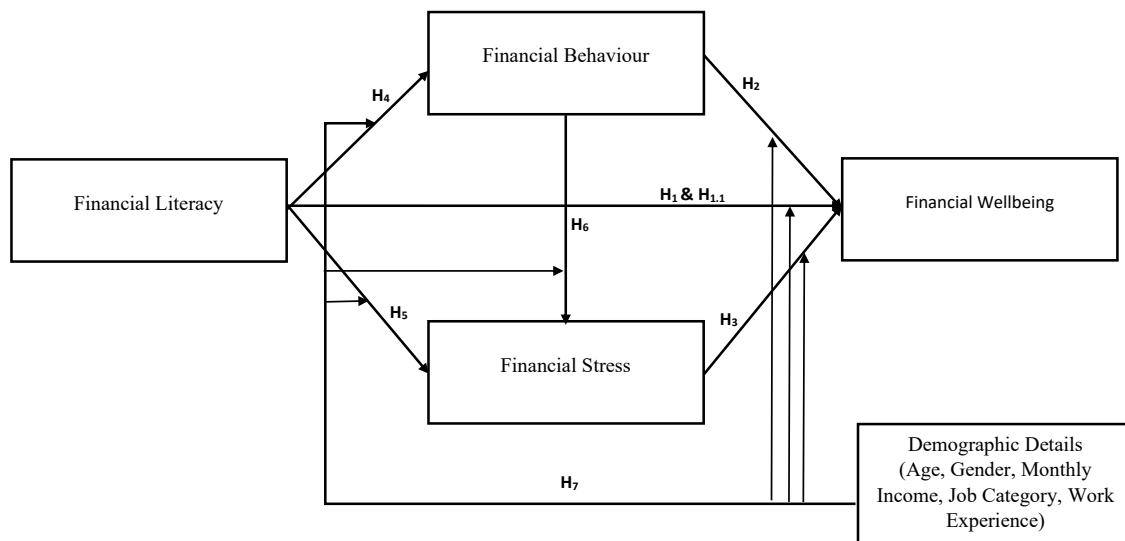 Financial Behaviour
H4
H2
Financial Literacy
H1 & H1.1
Financial Wellbeing
H6
H5
H3
Financial Stress
Demographic Details
(Age, Gender, Monthly
Income, Job Category, Work
Experience)
H7